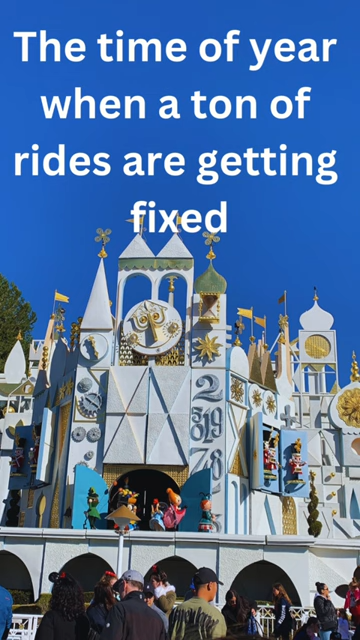 The time of year
when a ton of
rides are getting
fixed